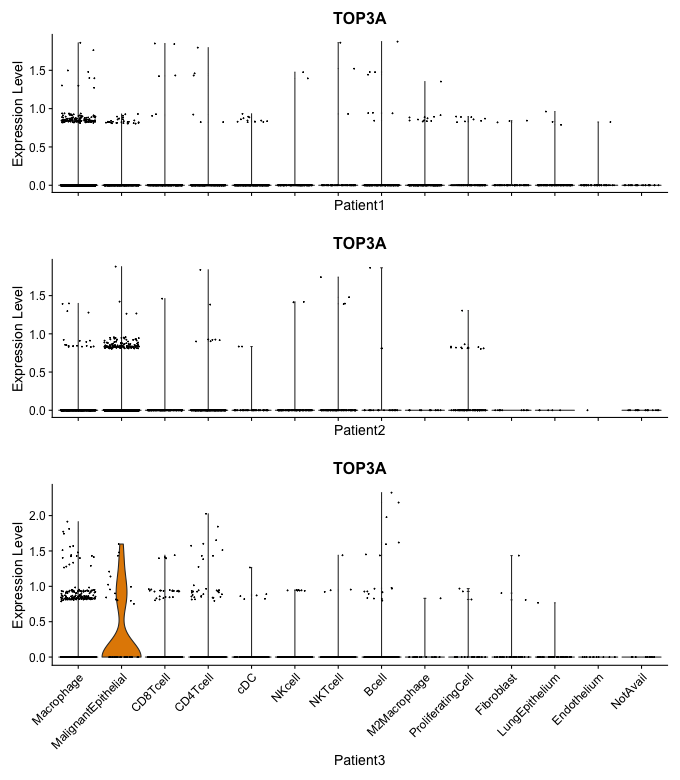 TOP3A
Expression Level
1.5
1.0
0.5
0.0
Patient1
TOP3A
Expression Level
1.5
1.0
0.5
0.0
Patient2
TOP3A
Expression Level
2.0
1.5
1.0
0.5
0.0
Macrophage MalignantEpithelial CD8Tcell CD4Tcell cDC NKcell NKTcell Bcell M2Macrophage ProliferatingCell Fibroblast LungEpithelium Endothelium NotAvail
Patient3